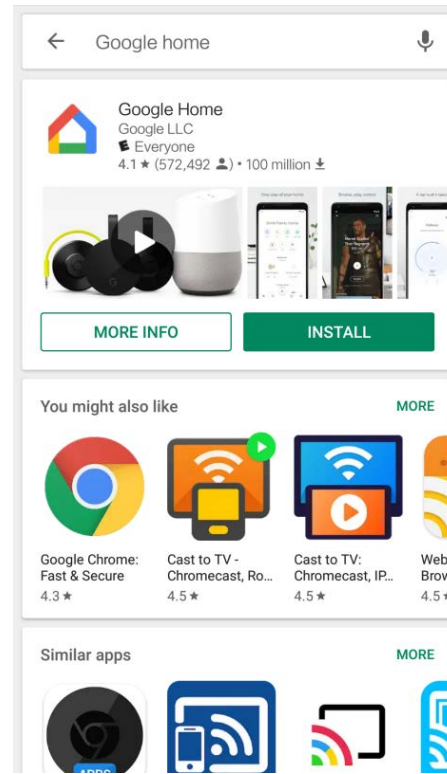 Google home
Google Home
Google LLC
E Everyone
4.1 ★ (572,492 👤) • 100 million ⬇
MORE INFO
INSTALL
You might also like
MORE
Google Chrome:
Fast & Secure
4.3 ★
Cast to TV -
Chromecast, Ro...
4.5 ★
Cast to TV:
Chromecast, IP...
4.5 ★
Web
Brow
4.5 ★
Similar apps
MORE
APPS